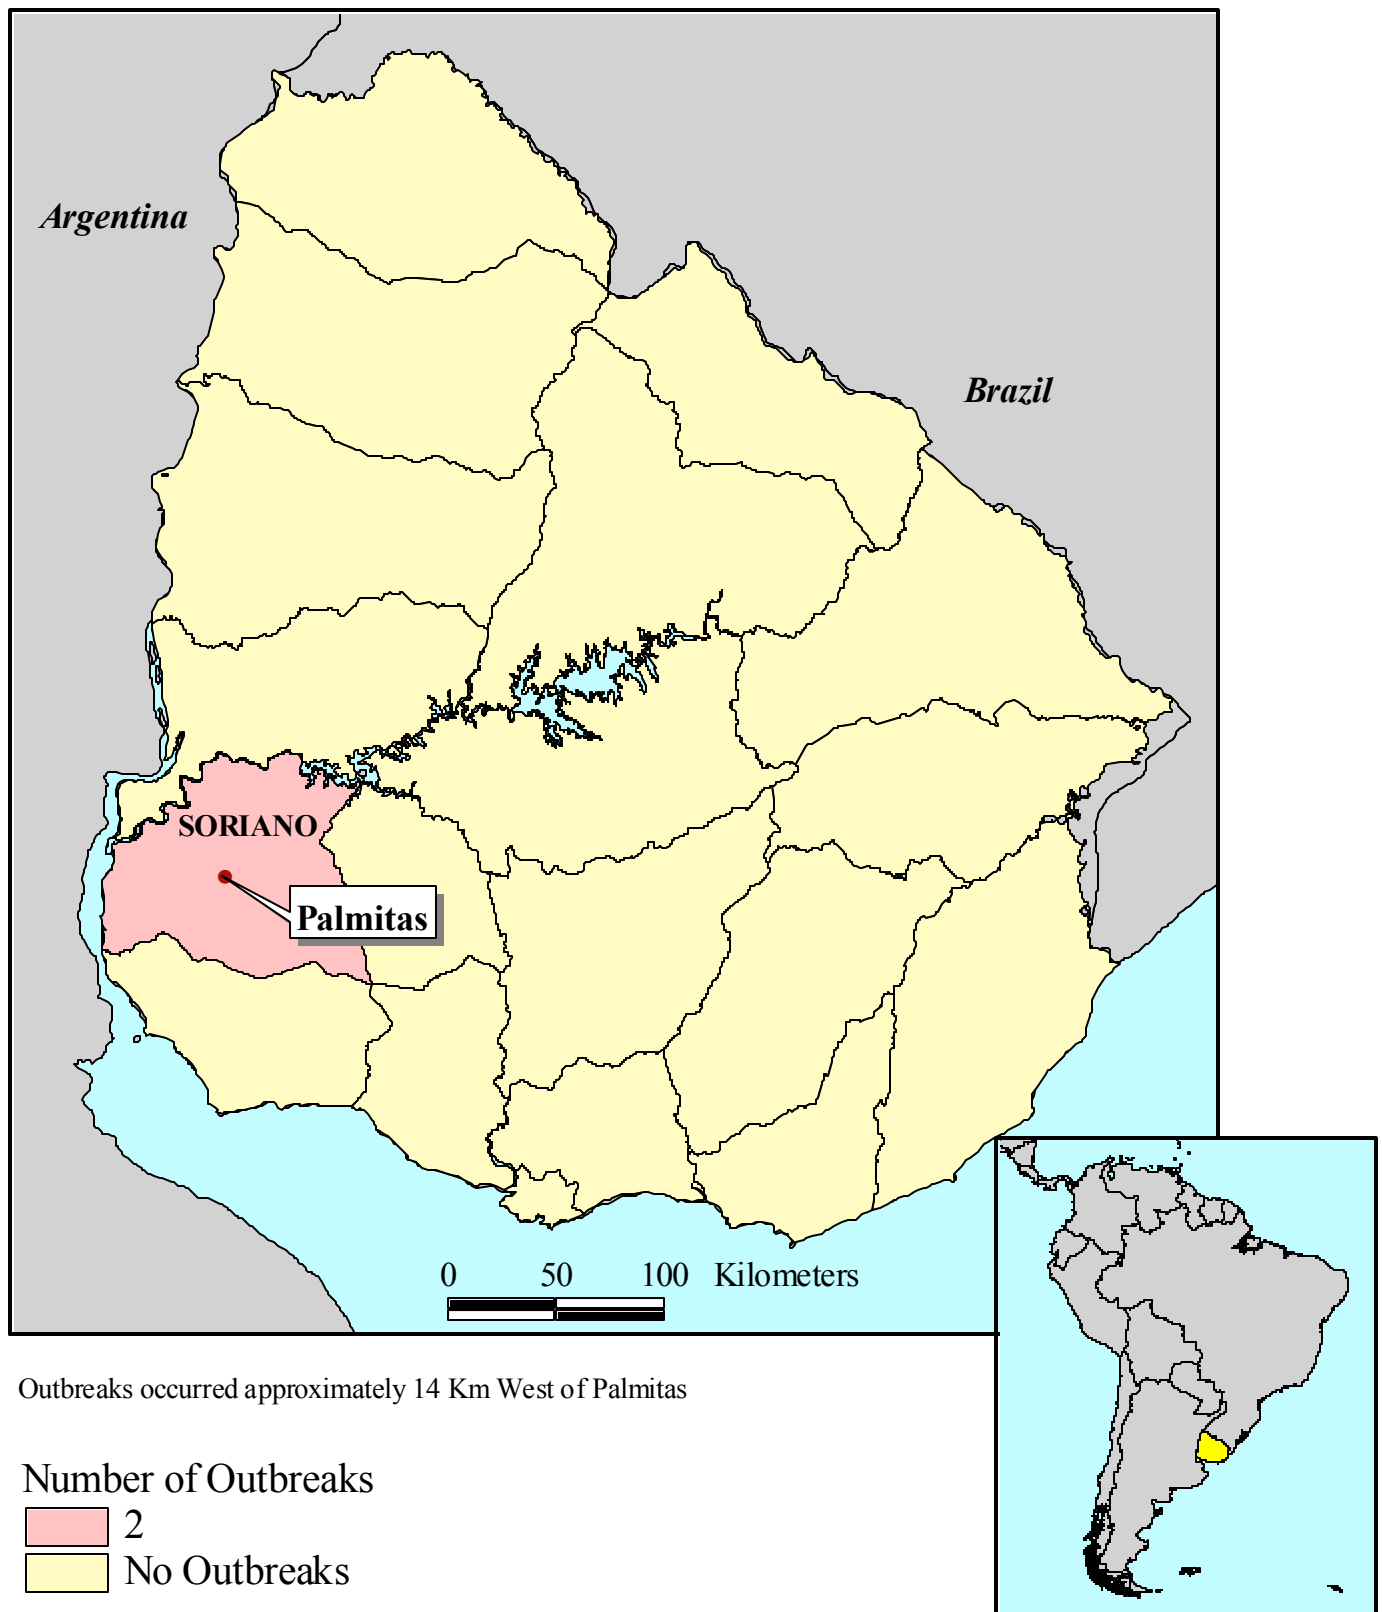 Argentina
Brazil
SORIANO
Palmitas
0 50 100 Kilometers
Outbreaks occurred approximately 14 Km West of Palmitas
Number of Outbreaks
2
No Outbreaks